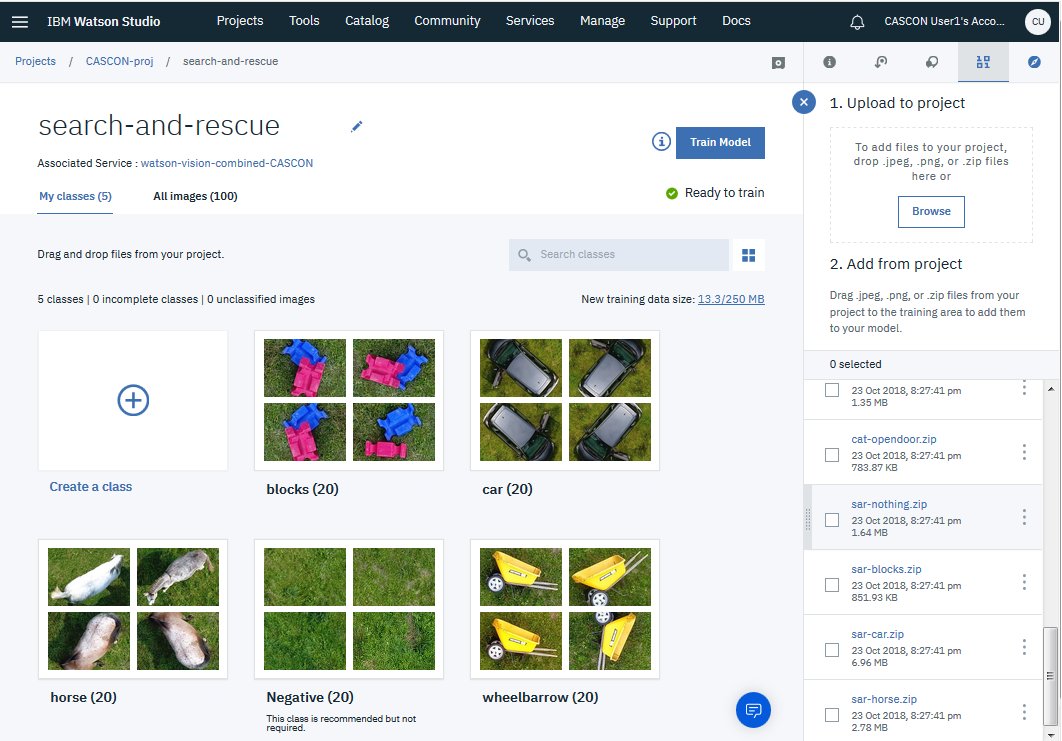 IBM Watson Studio
Projects
Tools
Catalog
Community
Services
Manage
Support
Docs
CASCON User1's Acco...
CU
Projects / CASCON-proj / search-and-rescue
search-and-rescue
Associated Service : watson-vision-combined-CASCON
Train Model
My classes (5)
All images (100)
Ready to train
Drag and drop files from your project.
Search classes
5 classes | 0 incomplete classes | 0 unclassified images
New training data size: 13.3/250 MB
Create a class
blocks (20)
car (20)
horse (20)
Negative (20)
This class is recommended but not
required.
wheelbarrow (20)
1. Upload to project
To add files to your project,
drop .jpeg, .png, or .zip files
here or
Browse
2. Add from project
Drag .jpeg, .png, or .zip files from your
project to the training area to add them
to your model.
0 selected
23 Oct 2018, 8:27:41 pm
1.35 MB
cat-opendoor.zip
23 Oct 2018, 8:27:41 pm
783.87 KB
sar-nothing.zip
23 Oct 2018, 8:27:41 pm
1.64 MB
sar-blocks.zip
23 Oct 2018, 8:27:41 pm
851.93 KB
sar-car.zip
23 Oct 2018, 8:27:41 pm
6.96 MB
sar-horse.zip
23 Oct 2018, 8:27:41 pm
2.78 MB